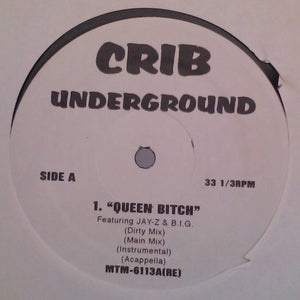 CRIB
UNDERGROUND
SIDE A
33 1/3RPM
1. "QUEEN BITCH"
Featuring JAY-Z & B.I.G.
(Dirty Mix)
(Main Mix)
(Instrumental)
(Acappella)
MTM-6113A(RE)